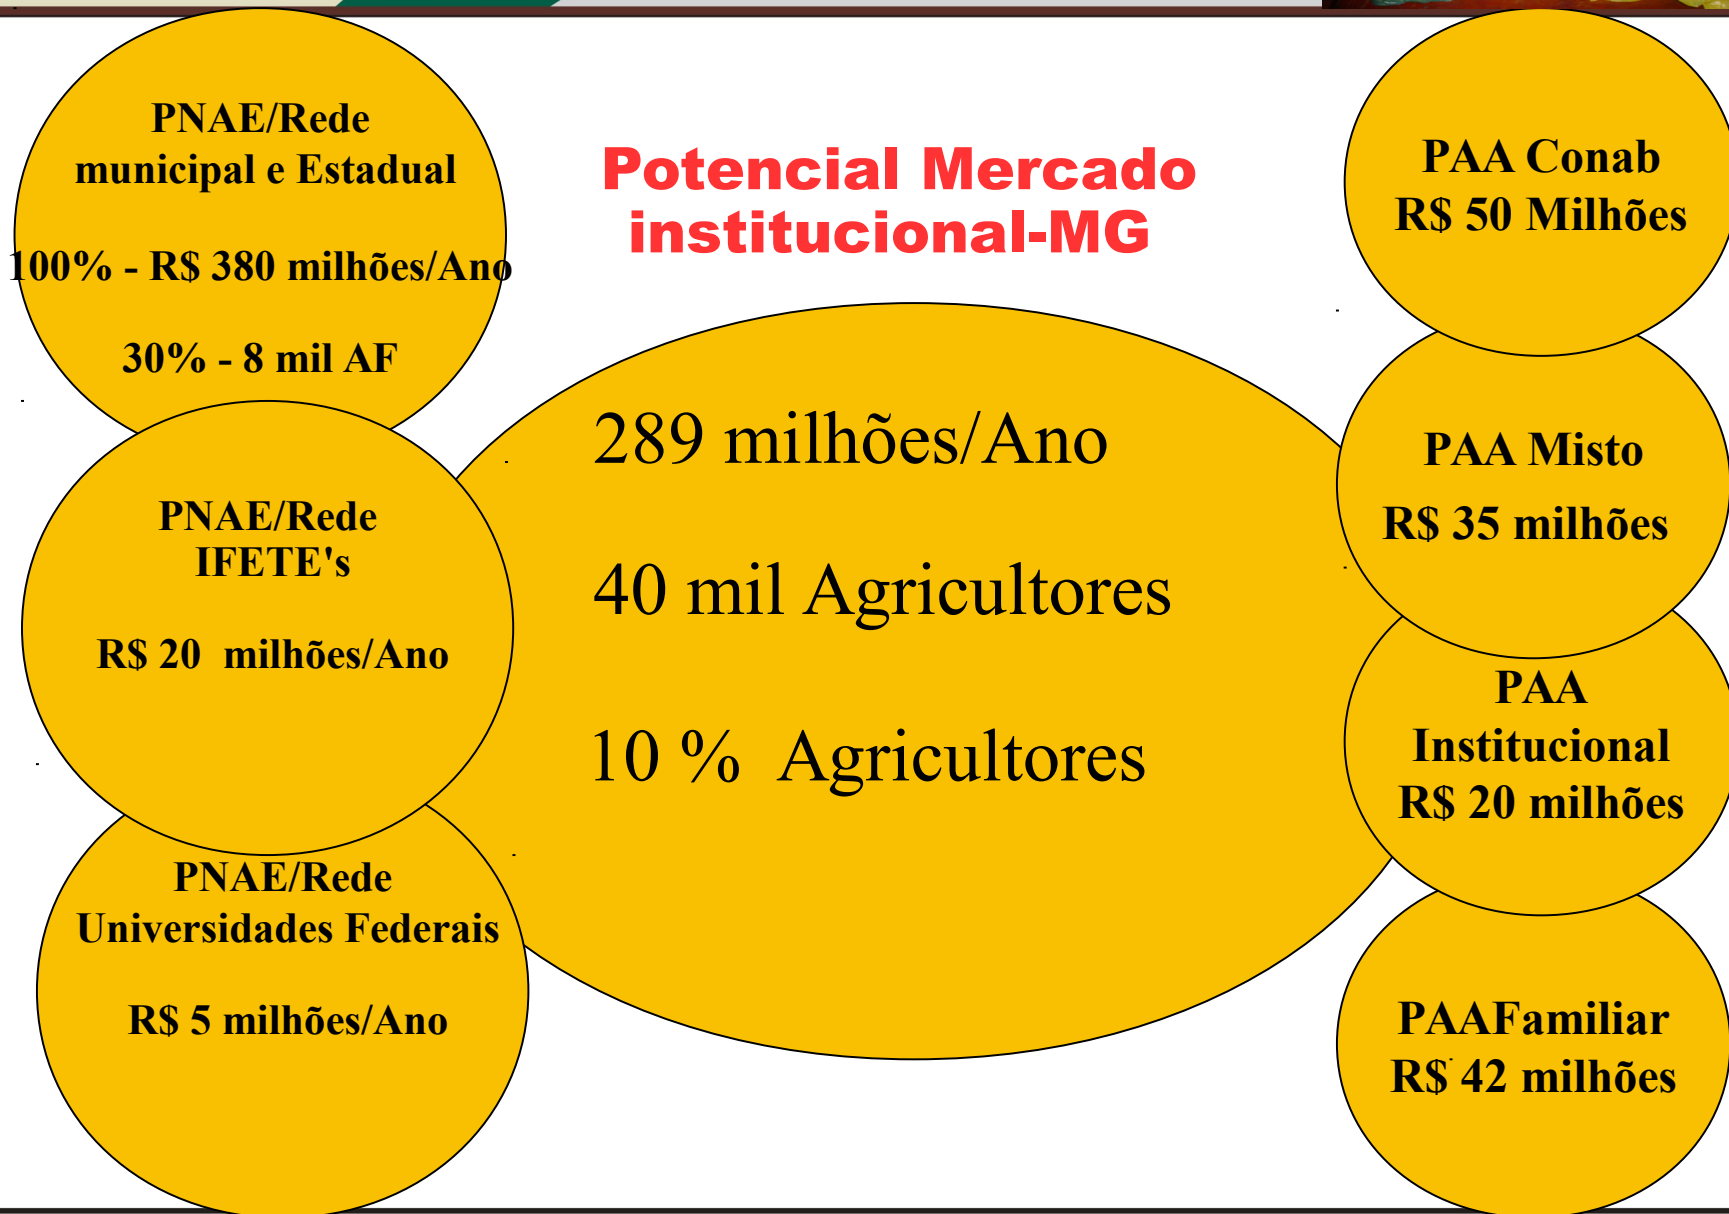 PNAE/Rede
municipal e Estadual
100% - R$ 380 milhões/Ano
30% - 8 mil AF
PNAE/Rede
IFETE's
R$ 20 milhões/Ano
PNAE/Rede
Universidades Federais
R$ 5 milhões/Ano
Potencial Mercado
institucional-MG
289 milhões/Ano
40 mil Agricultores
10 % Agricultores
PAA Conab
R$ 50 Milhões
PAA Misto
R$ 35 milhões
PAA
Institucional
R$ 20 milhões
PAAFamiliar
R$ 42 milhões